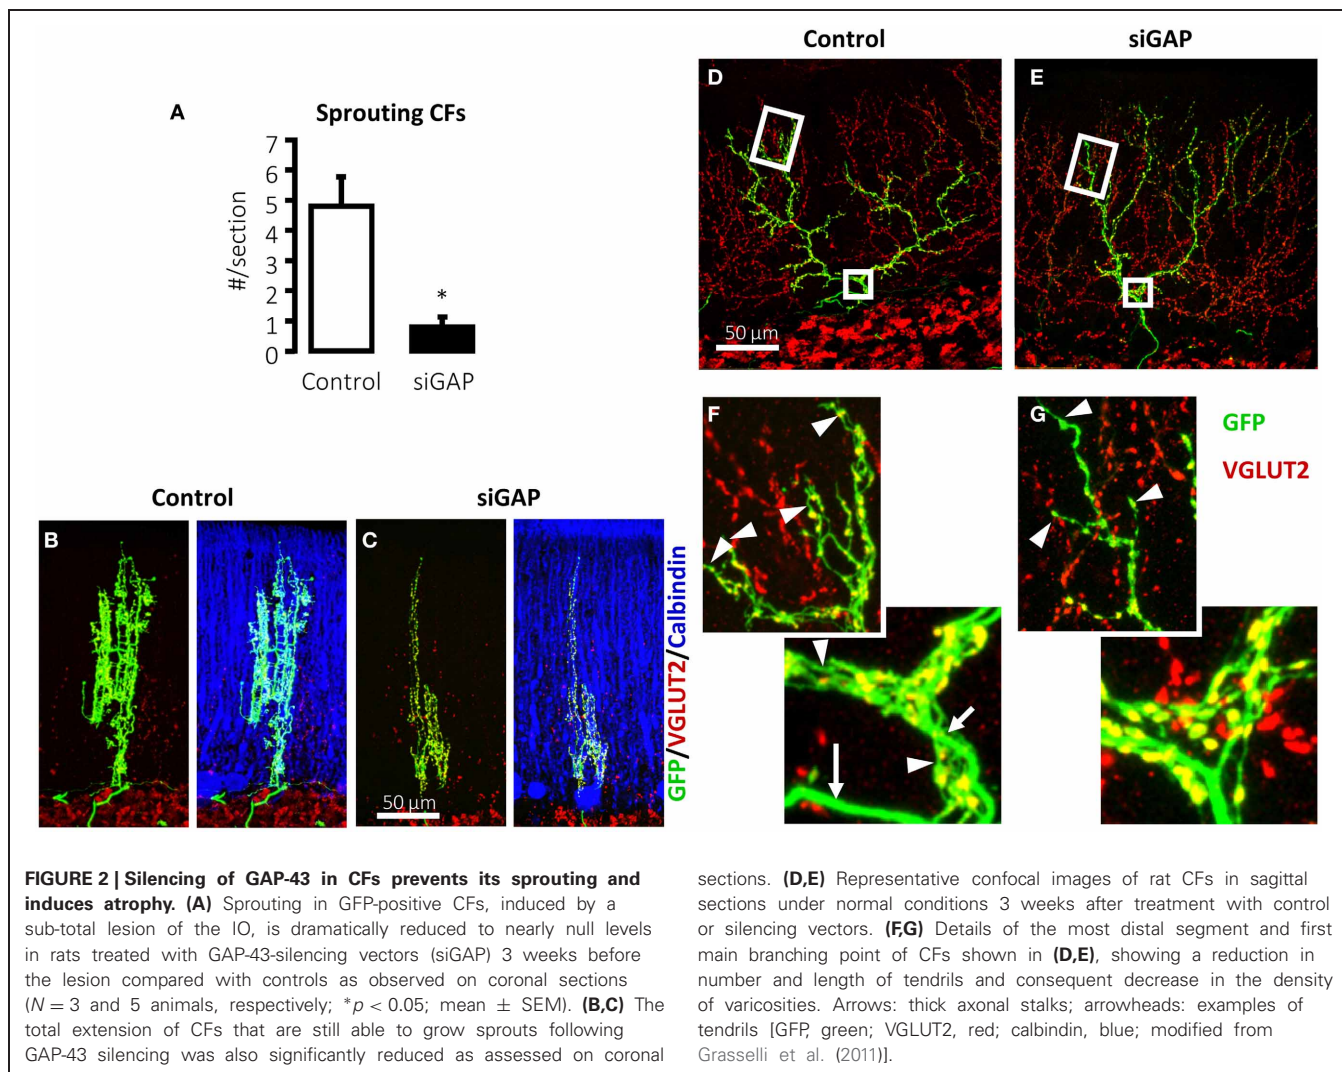 A
Sprouting CFs
#/section
7
6
5
4
3
2
1
0
*
Control
siGAP
Control
siGAP
B
C
50 µm
GFP/VGLUT2/Calbindin
Control
siGAP
D
E
50 µm
F
G
GFP
VGLUT2
FIGURE 2 | Silencing of GAP-43 in CFs prevents its sprouting and
induces atrophy. (A) Sprouting in GFP-positive CFs, induced by a
sub-total lesion of the IO, is dramatically reduced to nearly null levels
in rats treated with GAP-43-silencing vectors (siGAP) 3 weeks before
the lesion compared with controls as observed on coronal sections
(N = 3 and 5 animals, respectively; *p < 0.05; mean ± SEM). (B,C) The
total extension of CFs that are still able to grow sprouts following
GAP-43 silencing was also significantly reduced as assessed on coronal
sections. (D,E) Representative confocal images of rat CFs in sagittal
sections under normal conditions 3 weeks after treatment with control
or silencing vectors. (F,G) Details of the most distal segment and first
main branching point of CFs shown in (D,E), showing a reduction in
number and length of tendrils and consequent decrease in the density
of varicosities. Arrows: thick axonal stalks; arrowheads: examples of
tendrils [GFP, green; VGLUT2, red; calbindin, blue; modified from
Grasselli et al. (2011)].